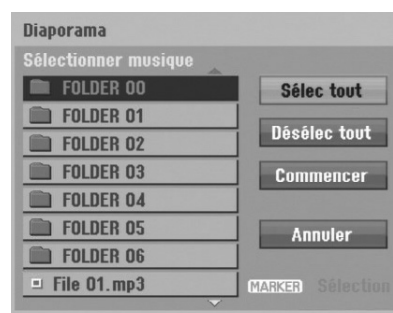 Diaporama
Sélectionner musique
FOLDER 00
FOLDER 01
FOLDER 02
FOLDER 03
FOLDER 04
FOLDER 05
FOLDER 06
File 01.mp3
Sélec tout
Désélec tout
Commencer
Annuler
MARKER Sélection